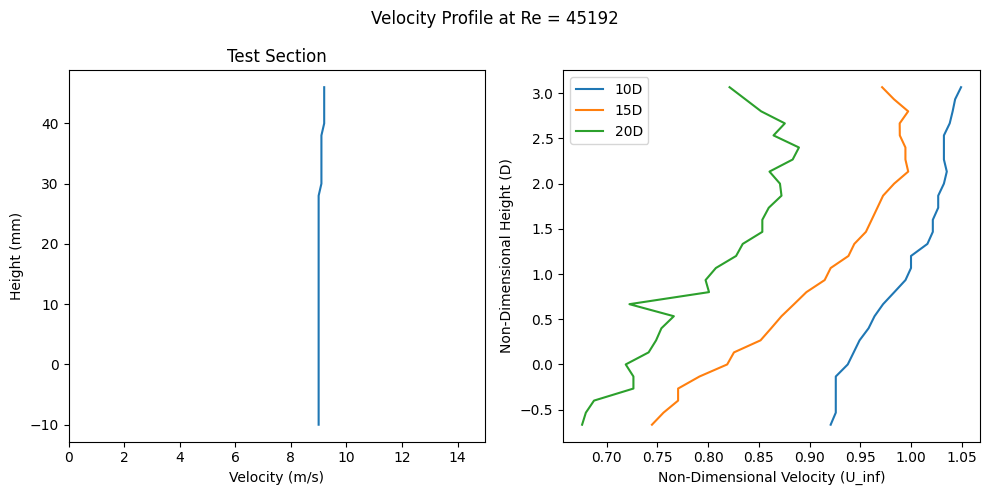 Velocity Profile at Re = 45192
Test Section
Height (mm)
40
30
20
10
0
−10
0 2 4 6 8 10 12 14
Velocity (m/s)
10D
15D
20D
Non-Dimensional Height (D)
3.0
2.5
2.0
1.5
1.0
0.5
0.0
−0.5
0.70 0.75 0.80 0.85 0.90 0.95 1.00 1.05
Non-Dimensional Velocity (U_inf)